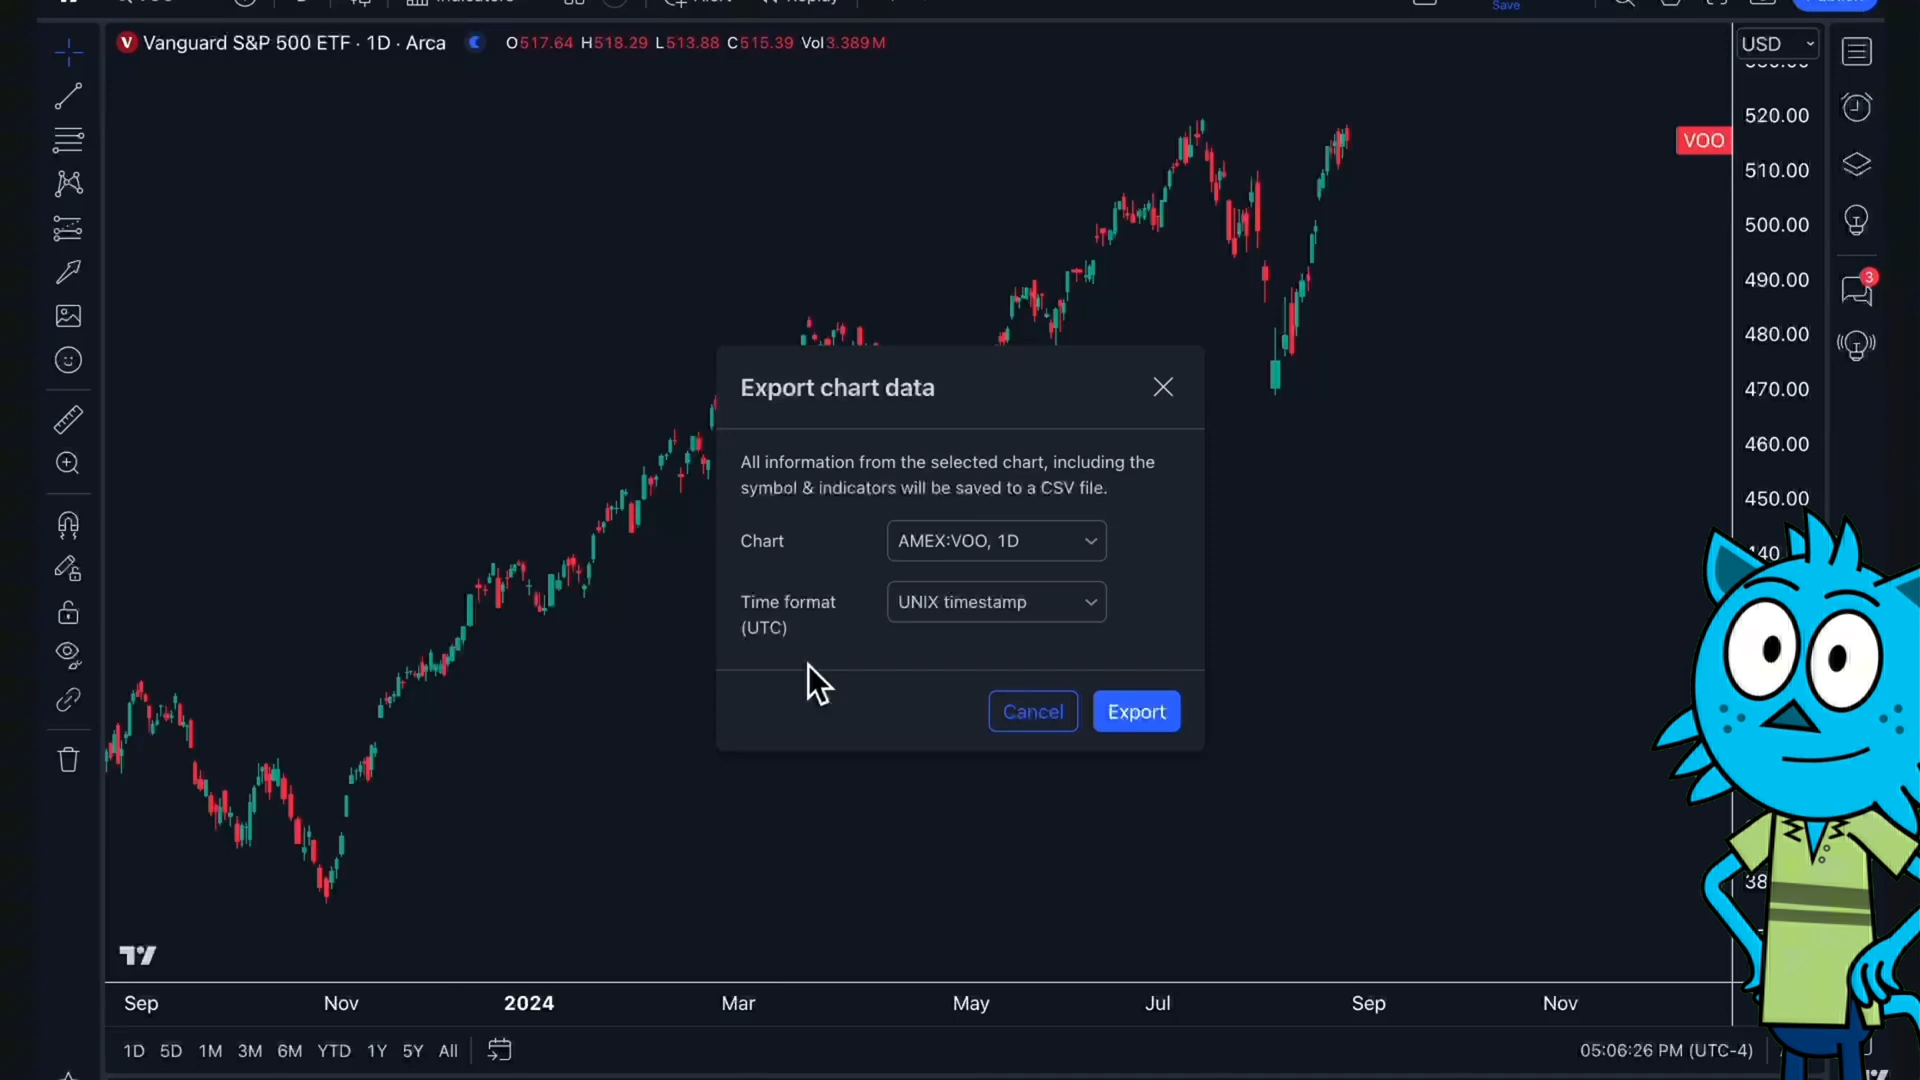 Save
V Vanguard S&P 500 ETF · 1D · Arca O517.64 H518.29 L513.88 C515.39 Vol3.389M
USD
520.00
VOO
510.00
500.00
490.00
3
480.00
470.00
460.00
450.00
Export chart data
All information from the selected chart, including the
symbol & indicators will be saved to a CSV file.
Chart
AMEX:VOO, 1D
Time format
(UTC)
UNIX timestamp
Cancel
Export
Sep Nov 2024 Mar May Jul Sep Nov
1D 5D 1M 3M 6M YTD 1Y 5Y All
05:06:26 PM (UTC-4)